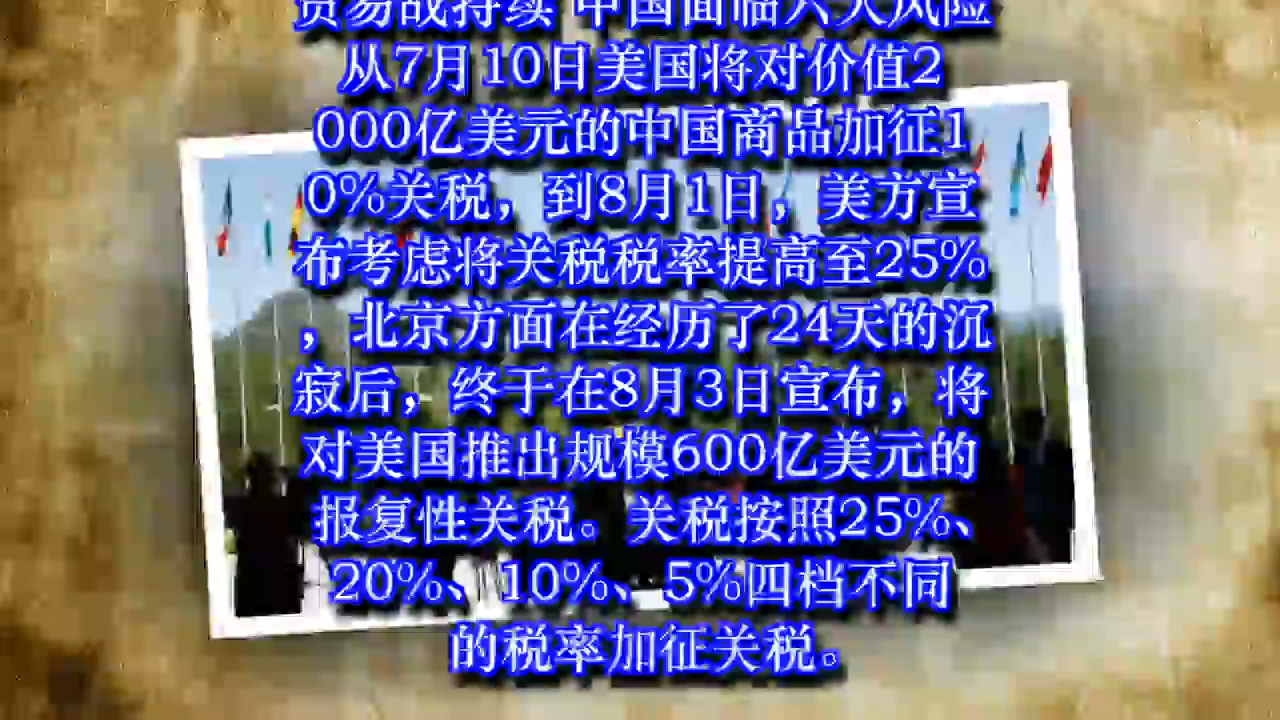 贸易战持续 中国面临六大风险
从7月10日美国将对价值2
000亿美元的中国商品加征1
0%关税，到8月1日，美方宣
布考虑将关税税率提高至25%
，北京方面在经历了24天的沉
寂后，终于在8月3日宣布，将
对美国推出规模600亿美元的
报复性关税。关税按照25%、
20%、10%、5%四档不同
的税率加征关税。